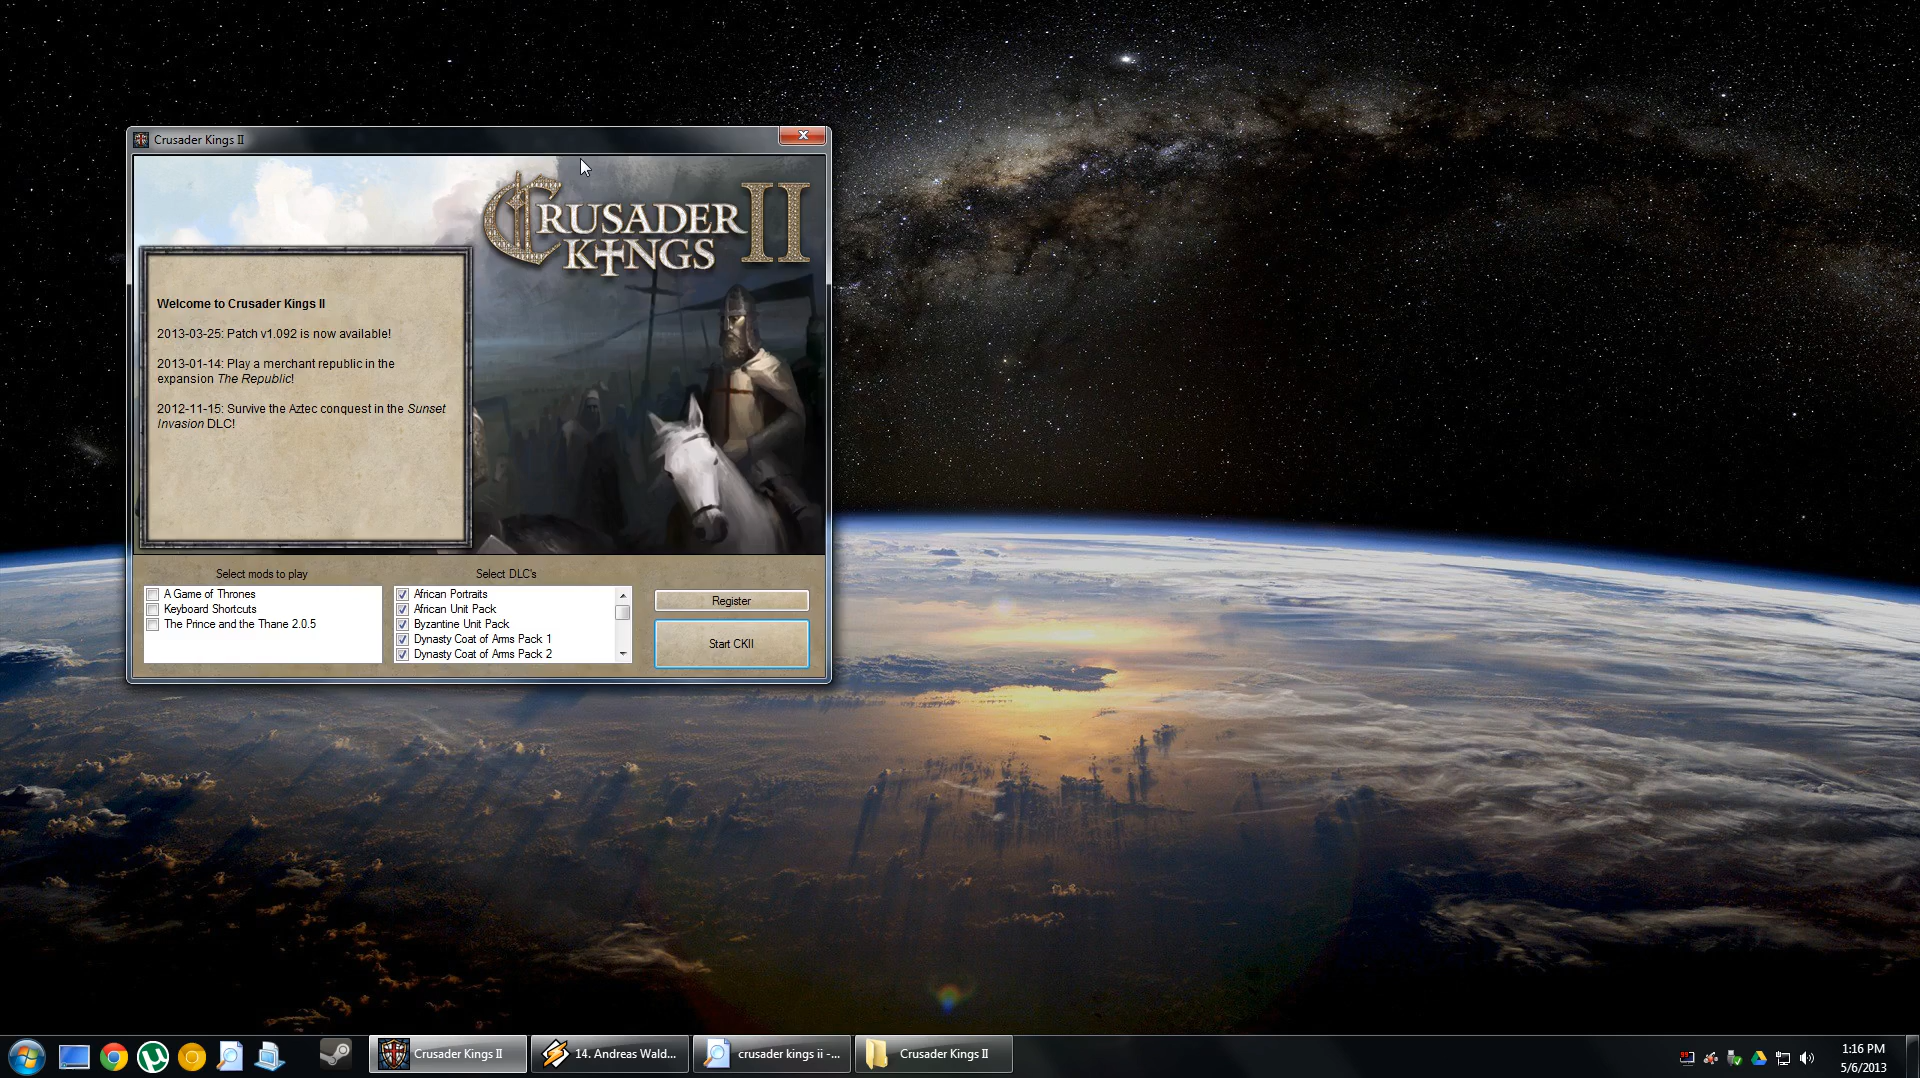 Crusader Kings II
CRUSADER II
KINGS
Welcome to Crusader Kings II
2013-03-25: Patch v1.092 is now available!
2013-01-14: Play a merchant republic in the
expansion The Republic!
2012-11-15: Survive the Aztec conquest in the Sunset
Invasion DLC!
Select mods to play
A Game of Thrones
Keyboard Shortcuts
The Prince and the Thane 2.0.5
Select DLC's
African Portraits
African Unit Pack
Byzantine Unit Pack
Dynasty Coat of Arms Pack 1
Dynasty Coat of Arms Pack 2
Register
Start CKII
Crusader Kings II
14. Andreas Wald...
crusader kings ii -...
Crusader Kings II
1:16 PM
5/6/2013